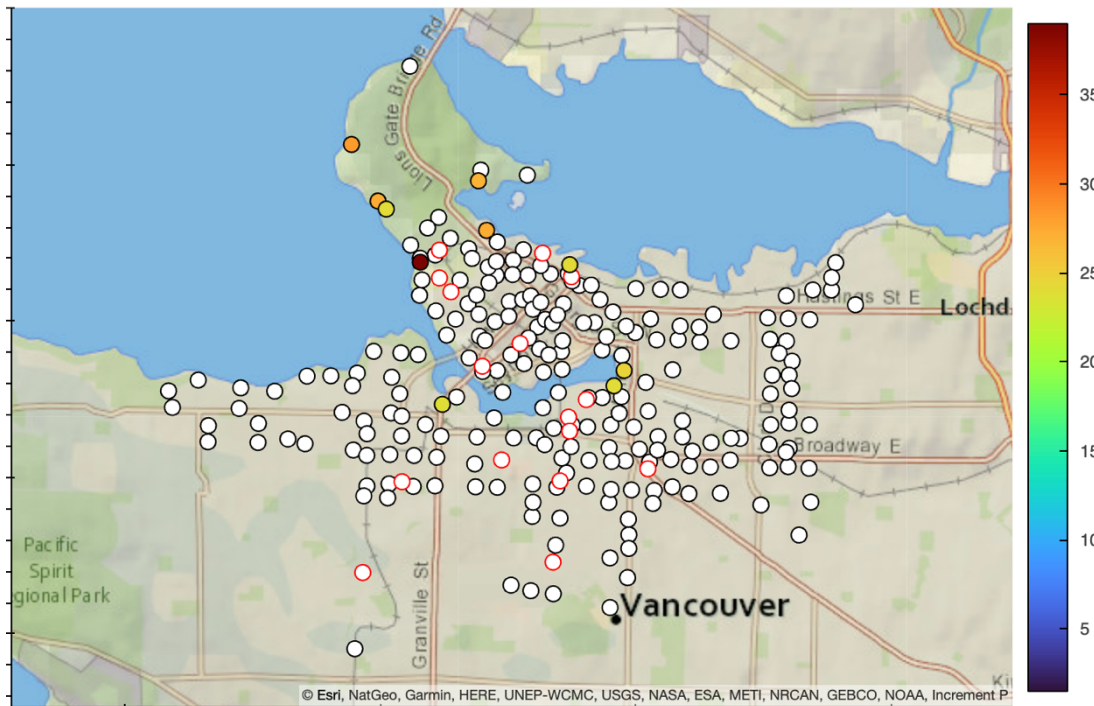 Lions Gate Bridge Rd
35
30
25
20
15
10
5
Hastings St E
Lochd
Broadway E
Pacific
Spirit
gional Park
Granville St
Vancouver
Ki
© Esri, NatGeo, Garmin, HERE, UNEP-WCMC, USGS, NASA, ESA, METI, NRCAN, GEBCO, NOAA, Increment P